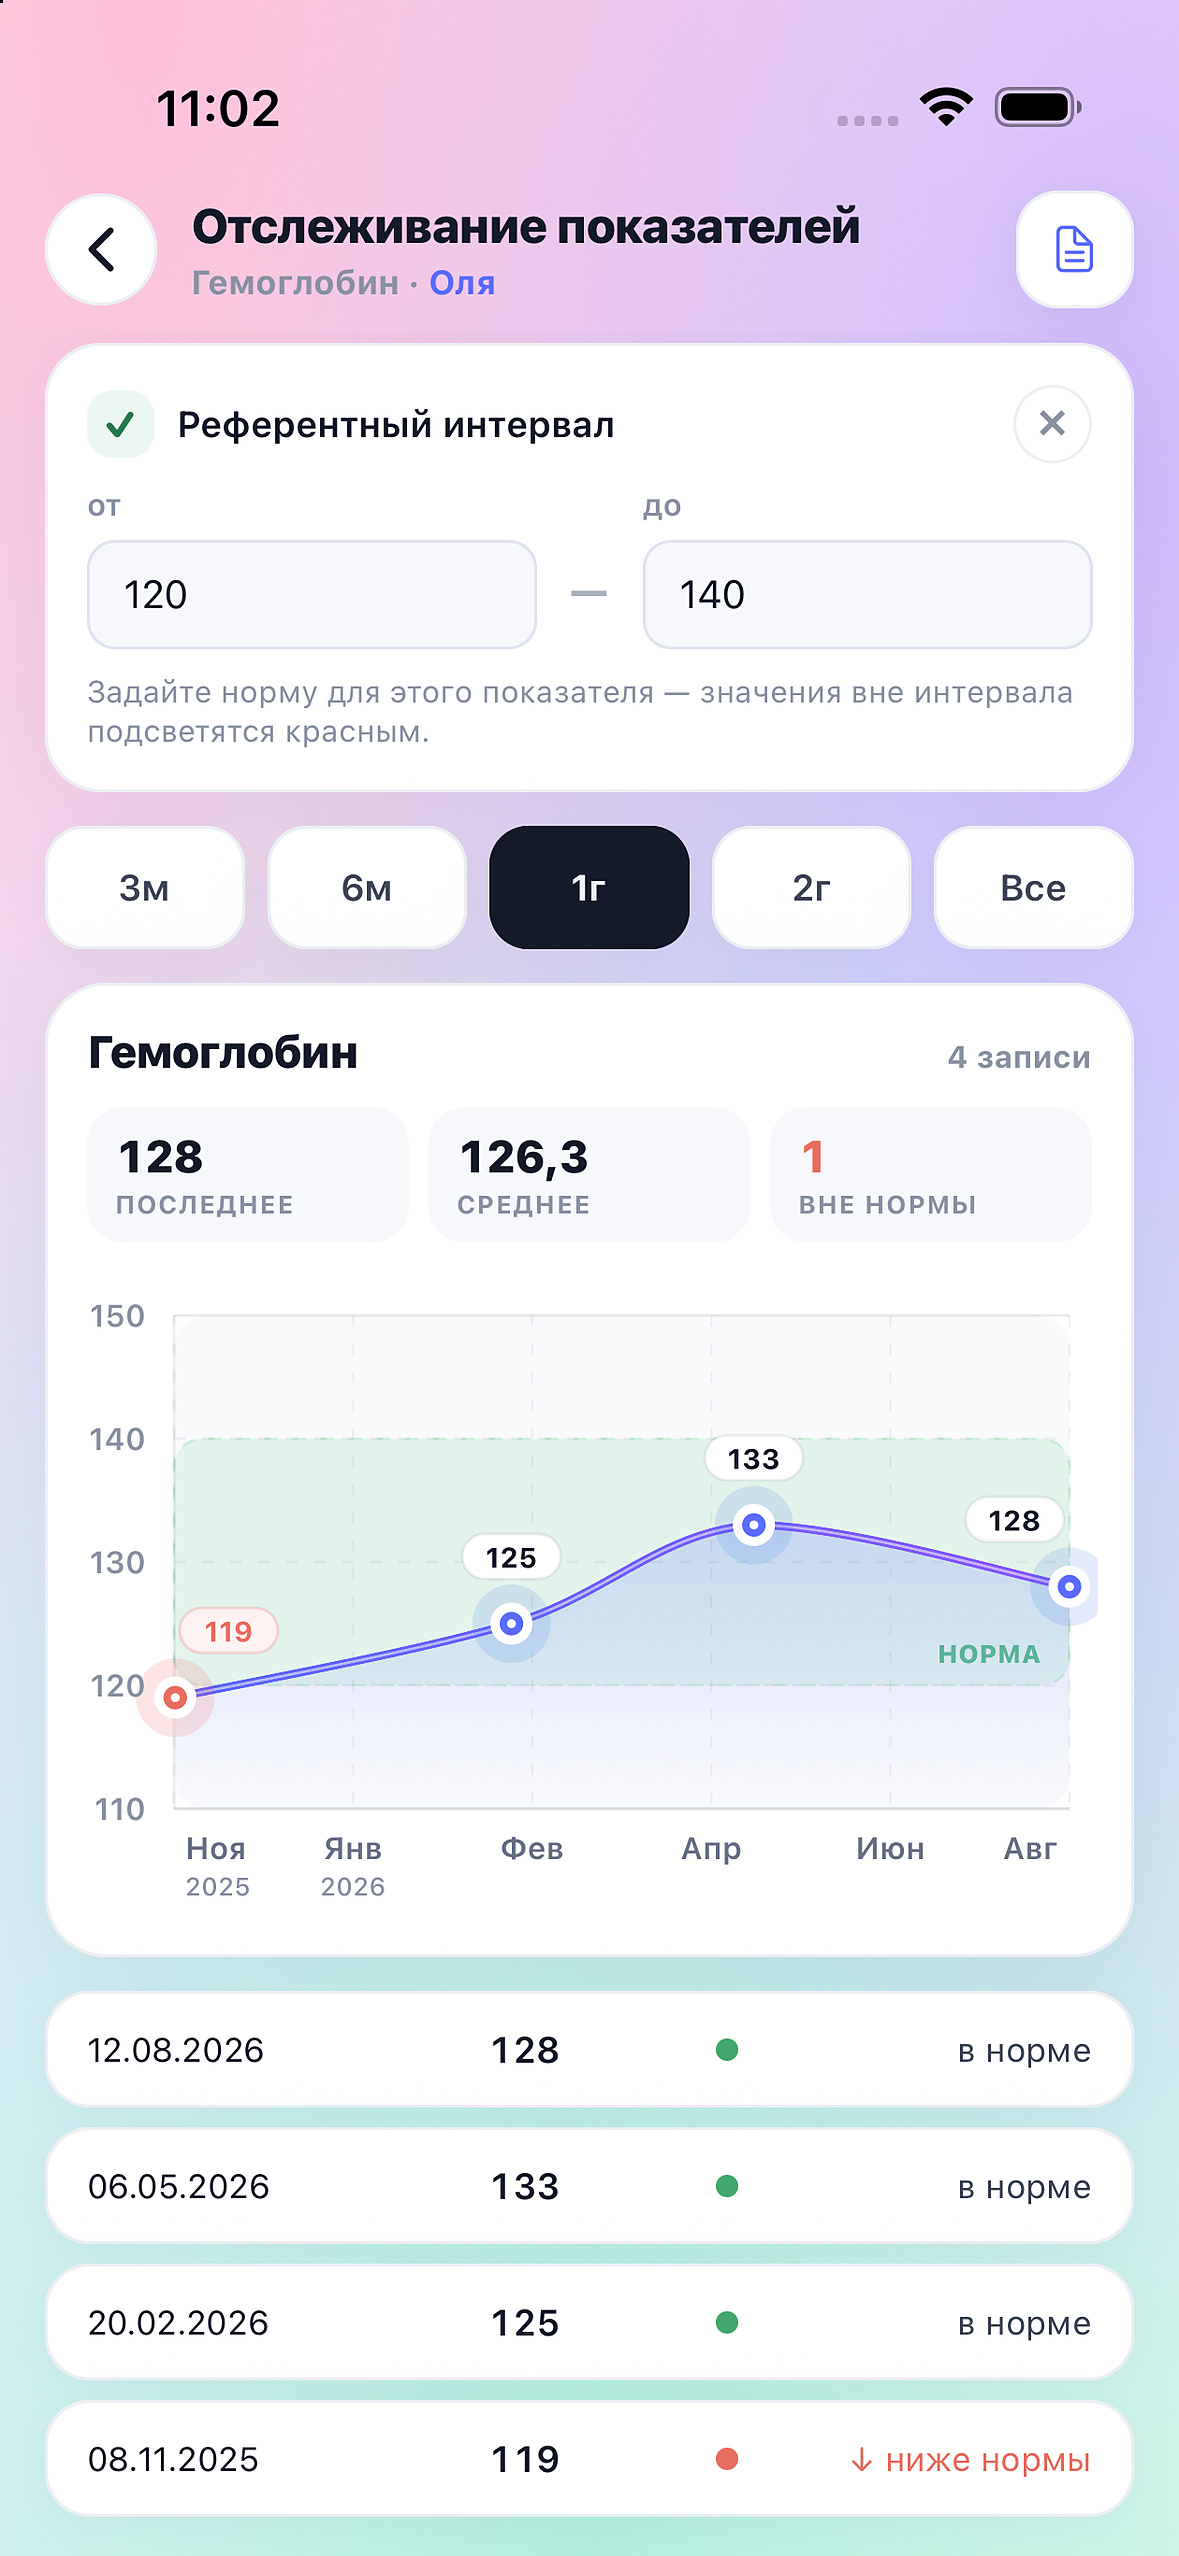 11:02
Отслеживание показателей
Гемоглобин · Оля
Референтный интервал
от
до
120 — 140
Задайте норму для этого показателя — значения вне интервала
подсветятся красным.
3м 6м 1г 2г Все
Гемоглобин
4 записи
128
ПОСЛЕДНЕЕ
126,3
СРЕДНЕЕ
1
ВНЕ НОРМЫ
150
140
130
120
110
119
125
133
128
НОРМА
Ноя
2025
Янв
2026
Фев
Апр
Июн
Авг
12.08.2026 128 в норме
06.05.2026 133 в норме
20.02.2026 125 в норме
08.11.2025 119 ↓ ниже нормы